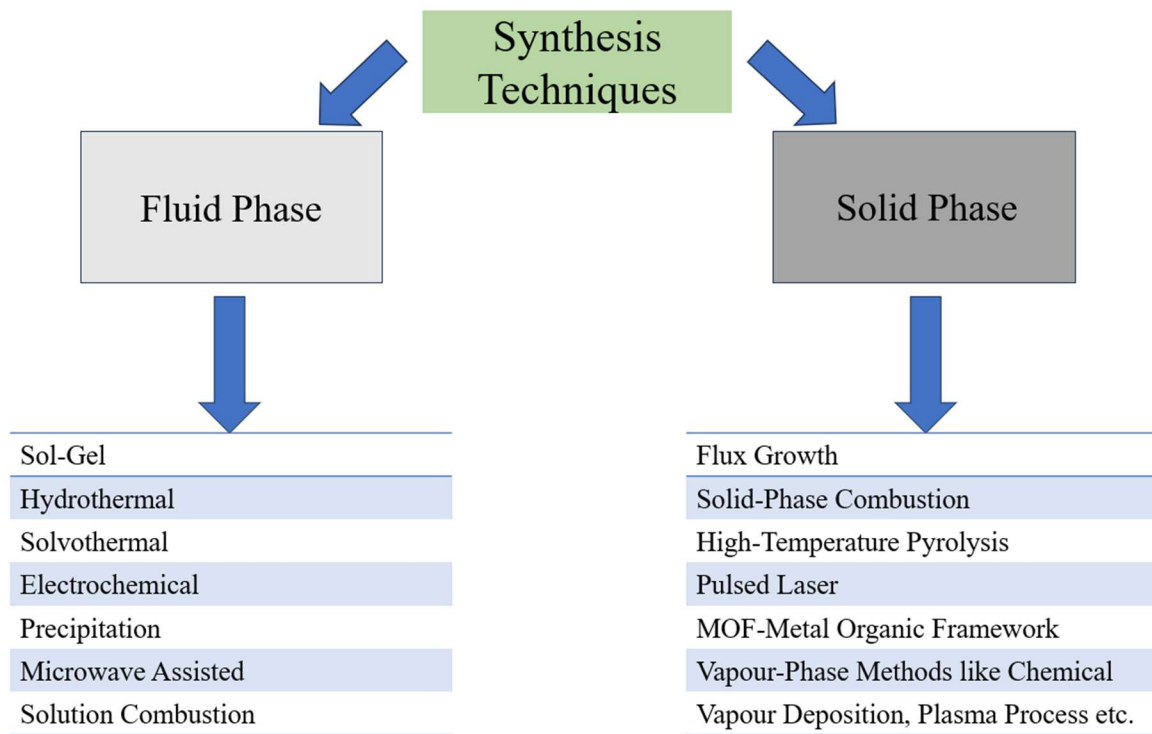 Synthesis
Techniques
Fluid Phase
Solid Phase
Sol-Gel
Hydrothermal
Solvothermal
Electrochemical
Precipitation
Microwave Assisted
Solution Combustion
Flux Growth
Solid-Phase Combustion
High-Temperature Pyrolysis
Pulsed Laser
MOF-Metal Organic Framework
Vapour-Phase Methods like Chemical
Vapour Deposition, Plasma Process etc.